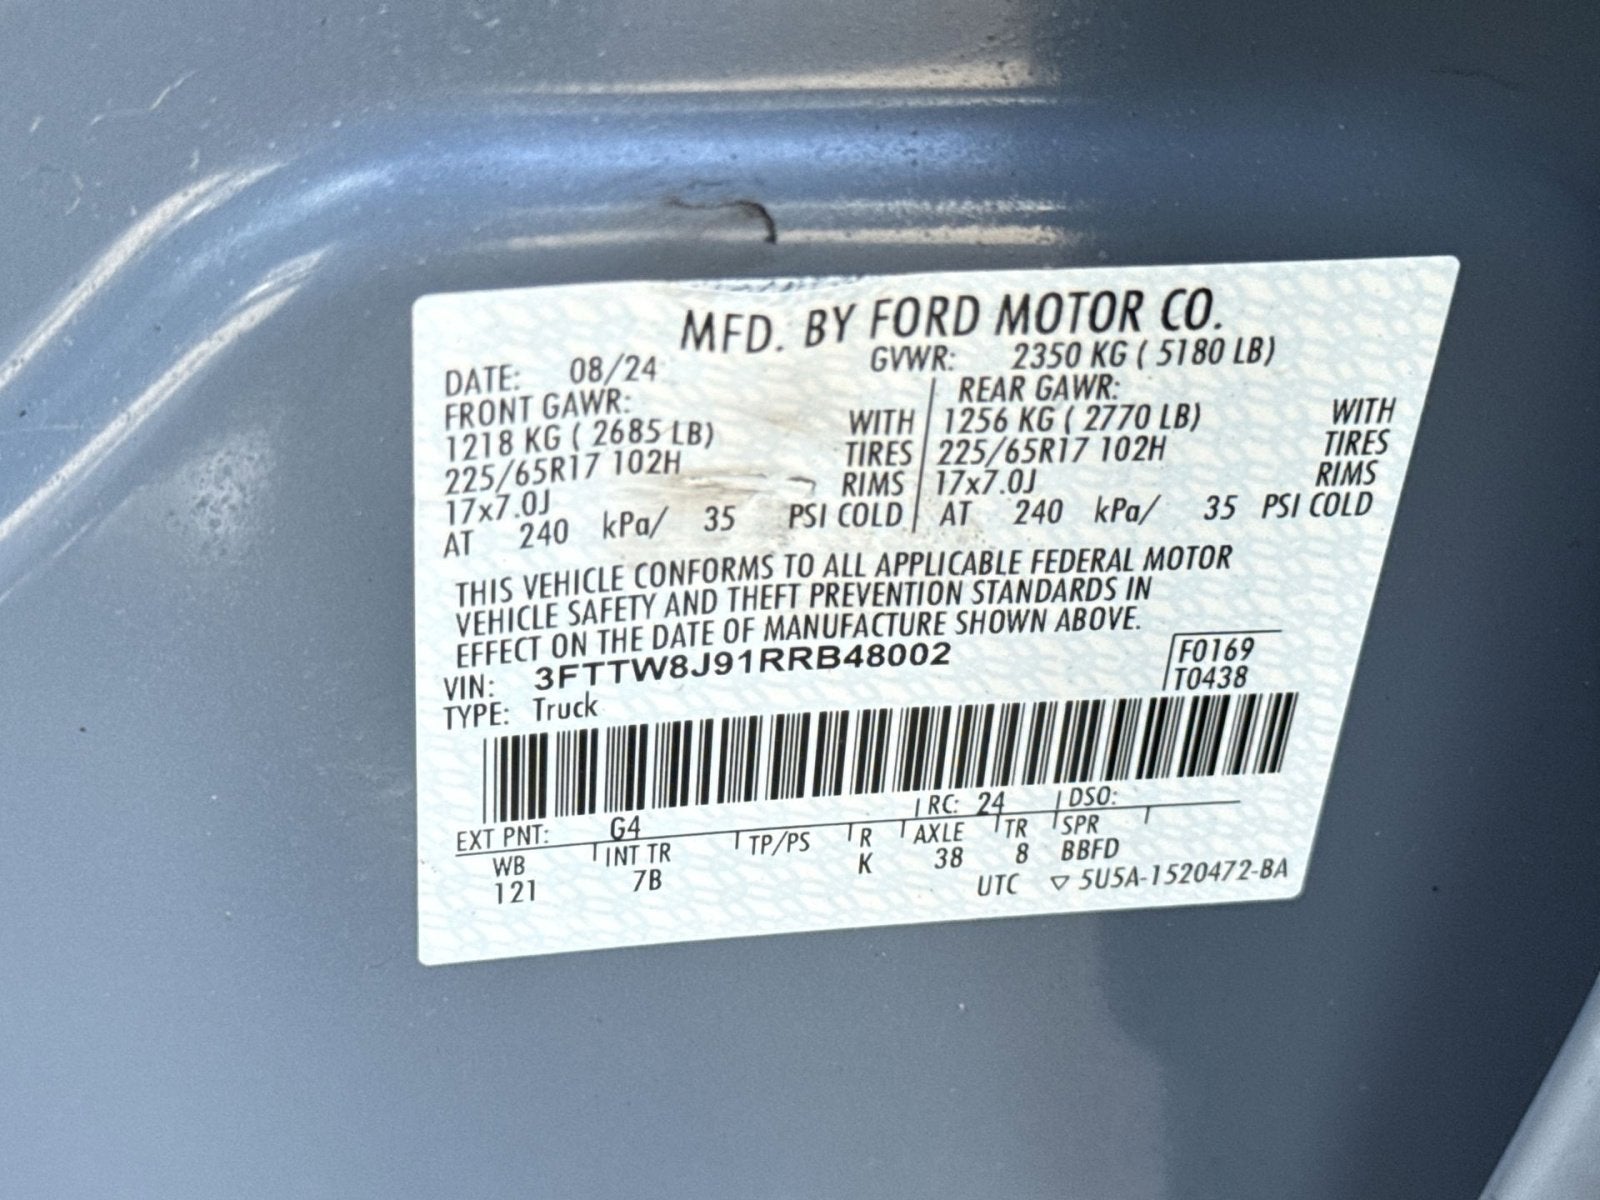 MFD. BY FORD MOTOR CO.
DATE: 08/24 GVWR: 2350 KG ( 5180 LB)
FRONT GAWR: REAR GAWR:
1218 KG ( 2685 LB) WITH 1256 KG ( 2770 LB) WITH
225/65R17 102H TIRES 225/65R17 102H TIRES
17x7.0J RIMS 17x7.0J RIMS
AT 240 kPa/ 35 PSI COLD AT 240 kPa/ 35 PSI COLD
THIS VEHICLE CONFORMS TO ALL APPLICABLE FEDERAL MOTOR
VEHICLE SAFETY AND THEFT PREVENTION STANDARDS IN
EFFECT ON THE DATE OF MANUFACTURE SHOWN ABOVE.
VIN: 3FTTW8J91RRB48002 F0169
TYPE: Truck T0438
EXT PNT: G4 RC: 24 DSO:
WB INT TR TP/PS R AXLE TR SPR
121 7B K 38 8 BBFD
UTC ▽ 5U5A-1520472-BA